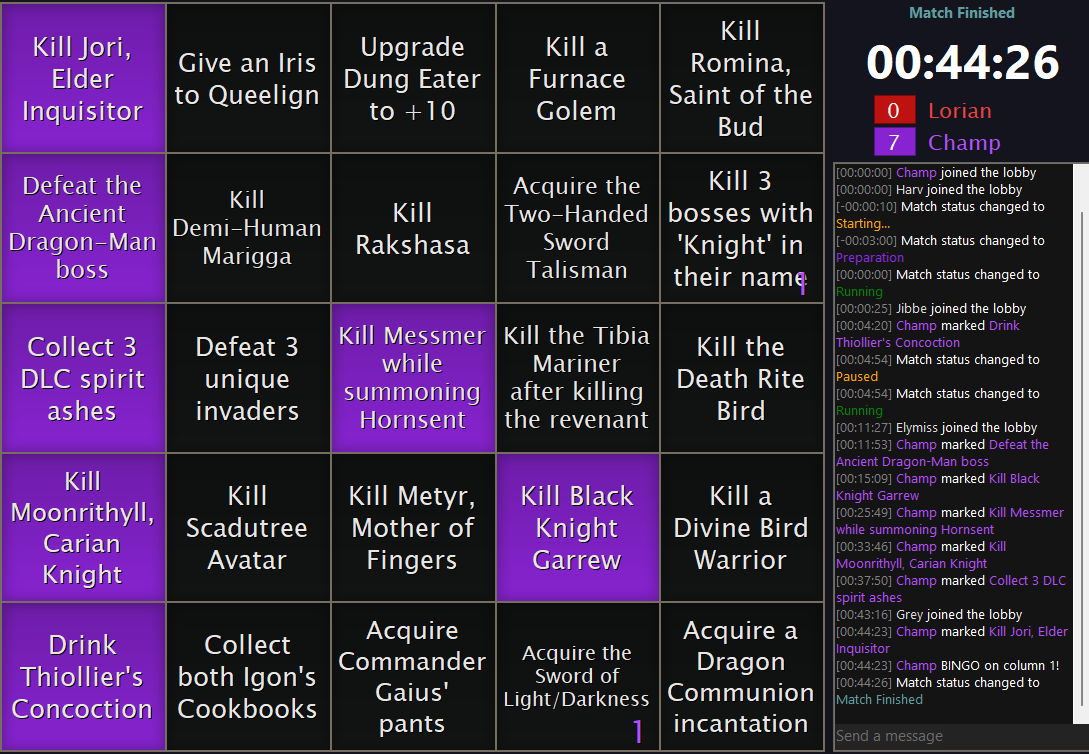 Kill Jori,
Elder
Inquisitor
Give an Iris
to Queelign
Upgrade
Dung Eater
to +10
Kill a
Furnace
Golem
Kill
Romina,
Saint of the
Bud
Defeat the
Ancient
Dragon-Man
boss
Kill
Demi-Human
Marigga
Kill
Rakshasa
Acquire the
Two-Handed
Sword
Talisman
Kill 3
bosses with
'Knight' in
their name
1
Collect 3
DLC spirit
ashes
Defeat 3
unique
invaders
Kill Messmer
while
summoning
Hornsent
Kill the Tibia
Mariner
after killing
the revenant
Kill the
Death Rite
Bird
Kill
Moonrithyll,
Carian
Knight
Kill
Scadutree
Avatar
Kill Metyr,
Mother of
Fingers
Kill Black
Knight
Garrew
Kill a
Divine Bird
Warrior
Drink
Thiollier's
Concoction
Collect
both Igon's
Cookbooks
Acquire
Commander
Gaius'
pants
Acquire the
Sword of
Light/Darkness
1
Acquire a
Dragon
Communion
incantation
Match Finished
00:44:26
0 Lorian
7 Champ
[00:00:00] Champ joined the lobby
[00:00:00] Harv joined the lobby
[-00:00:10] Match status changed to
Starting...
[-00:03:00] Match status changed to
Preparation
[00:00:00] Match status changed to
Running
[00:00:25] Jibbe joined the lobby
[00:04:20] Champ marked Drink
Thiollier's Concoction
[00:04:54] Match status changed to
Paused
[00:04:54] Match status changed to
Running
[00:11:27] Elymiss joined the lobby
[00:11:53] Champ marked Defeat the
Ancient Dragon-Man boss
[00:15:09] Champ marked Kill Black
Knight Garrew
[00:25:49] Champ marked Kill Messmer
while summoning Hornsent
[00:33:46] Champ marked Kill
Moonrithyll, Carian Knight
[00:37:50] Champ marked Collect 3 DLC
spirit ashes
[00:43:16] Grey joined the lobby
[00:44:23] Champ marked Kill Jori, Elder
Inquisitor
[00:44:23] Champ BINGO on column 1!
[00:44:26] Match status changed to
Match Finished
Send a message